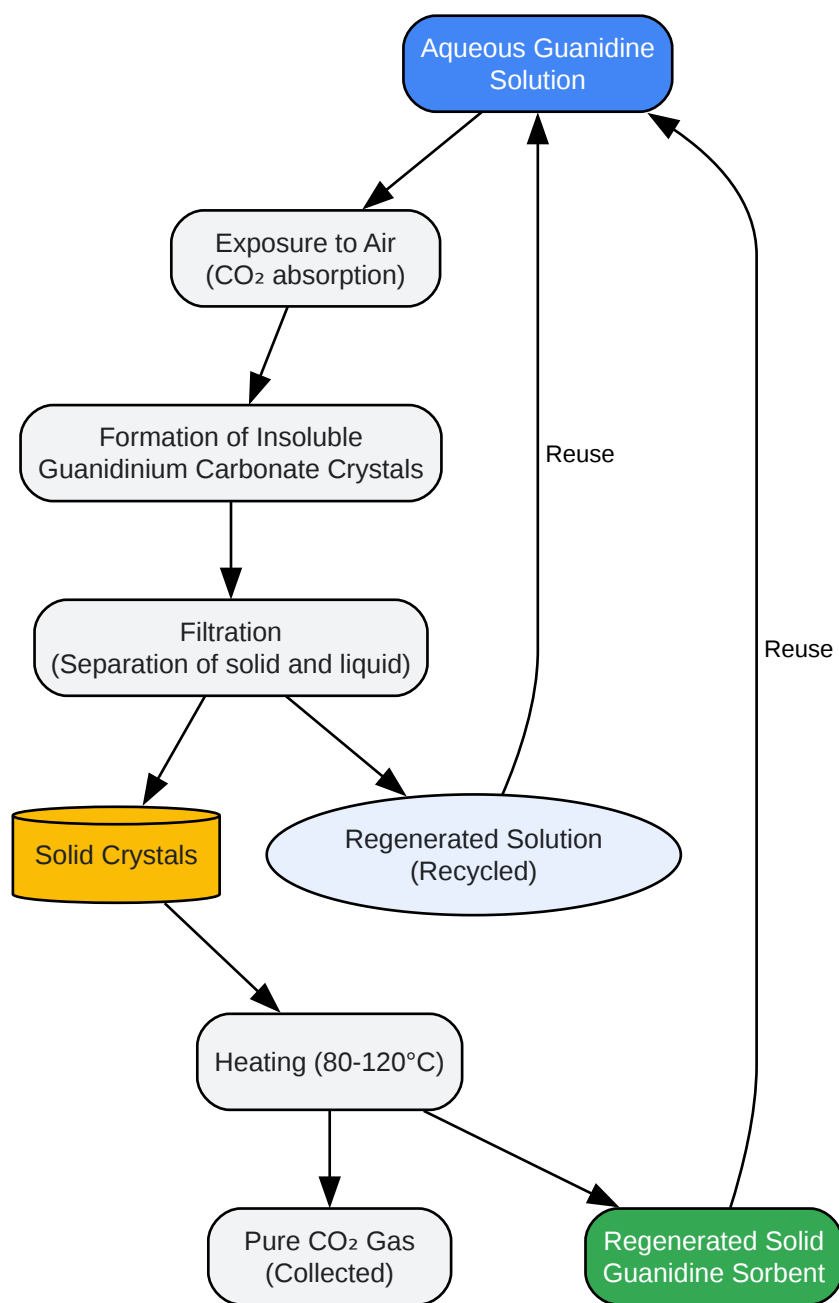 Aqueous Guanidine
Solution
Exposure to Air
(CO₂ absorption)
Formation of Insoluble
Guanidinium Carbonate Crystals
Reuse
Filtration
(Separation of solid and liquid)
Reuse
Solid Crystals
Regenerated Solution
(Recycled)
Heating (80-120°C)
Pure CO₂ Gas
(Collected)
Regenerated Solid
Guanidine Sorbent